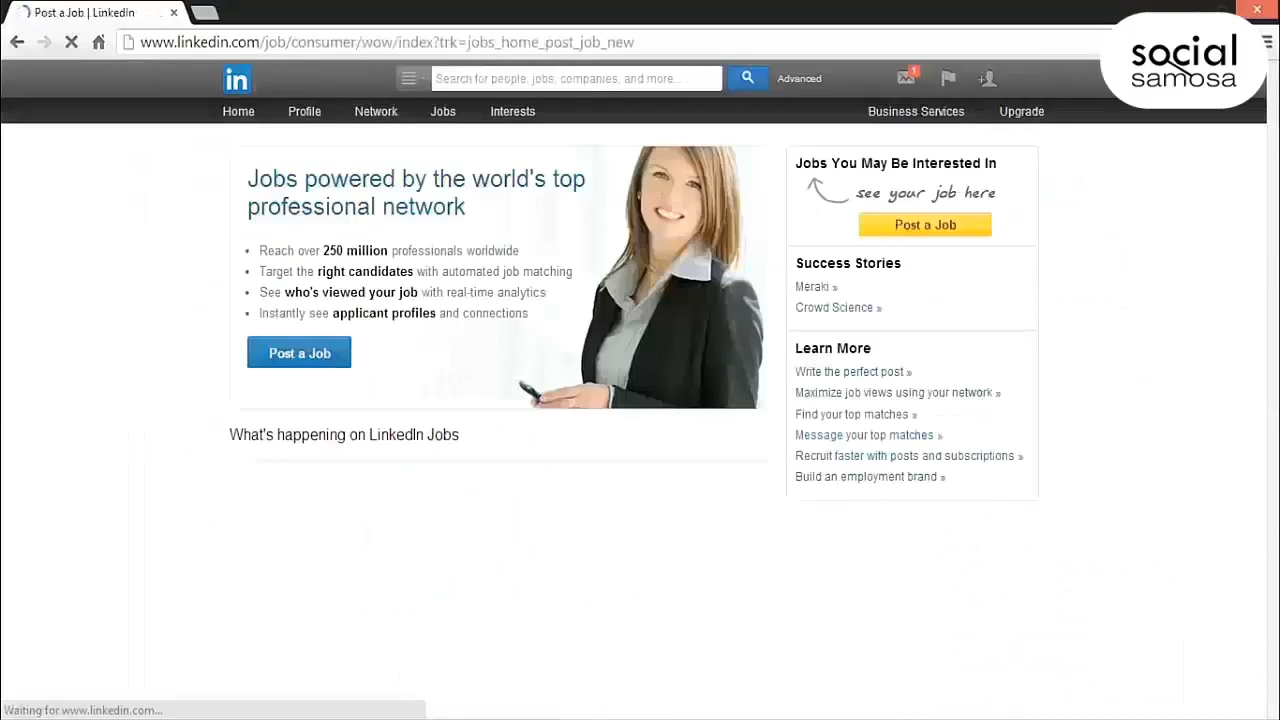 Post a Job | LinkedIn
www.linkedin.com/job/consumer/wow/index?trk=jobs_home_post_job_new
social
samosa
in
Search for people, jobs, companies, and more...
Advanced
1
Home
Profile
Network
Jobs
Interests
Business Services
Upgrade
Jobs powered by the world's top
professional network
• Reach over 250 million professionals worldwide
• Target the right candidates with automated job matching
• See who's viewed your job with real-time analytics
• Instantly see applicant profiles and connections
Post a Job
What's happening on LinkedIn Jobs
Jobs You May Be Interested In
see your job here
Post a Job
Success Stories
Meraki »
Crowd Science »
Learn More
Write the perfect post »
Maximize job views using your network »
Find your top matches »
Message your top matches »
Recruit faster with posts and subscriptions »
Build an employment brand »
Waiting for www.linkedin.com...